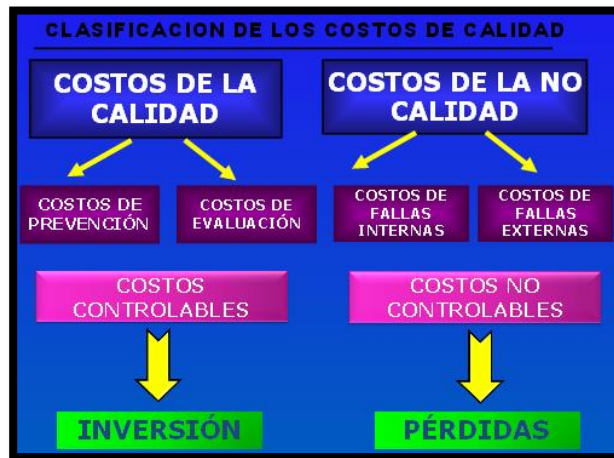 CLASIFICACION DE LOS COSTOS DE CALIDAD
COSTOS DE LA
CALIDAD
COSTOS DE LA NO
CALIDAD
COSTOS DE
PREVENCIÓN
COSTOS DE
EVALUACIÓN
COSTOS DE
FALLAS
INTERNAS
COSTOS DE
FALLAS
EXTERNAS
COSTOS
CONTROLABLES
COSTOS NO
CONTROLABLES
INVERSIÓN
PÉRDIDAS